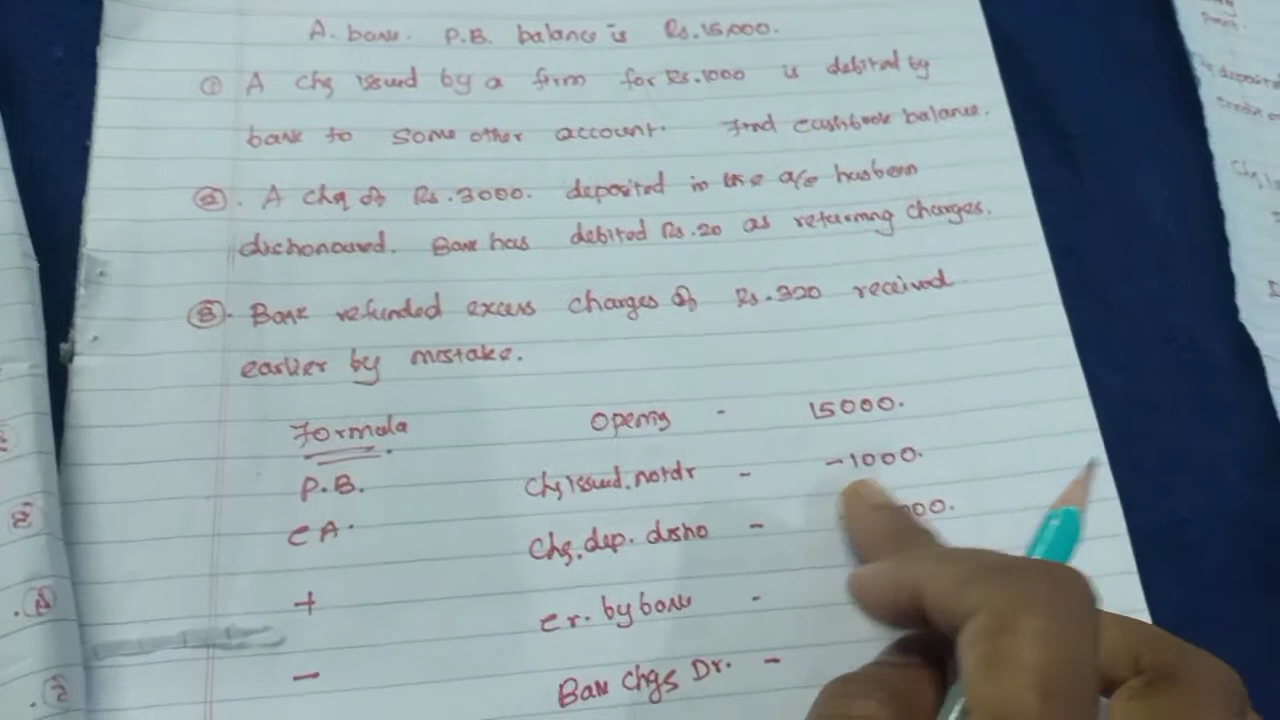 A. bank. P.B. balance is Rs.15,000.
① A chq issued by a firm for Rs.1000 is debited by
bank to some other account. Find cashbook balance.
②. A chq of Rs.3000. deposited in the a/c has been
dishonoured. Bank has debited Rs.20 as returning charges.
③. Bank refunded excess charges of Rs.320 received
earlier by mistake.
Formula
Opening - 15000.
P.B.
Chq issued. not dr - -1000.
CA.
Chq. dep. disho - 00.
+
cr. by bank -
-
Bank Chgs Dr. -